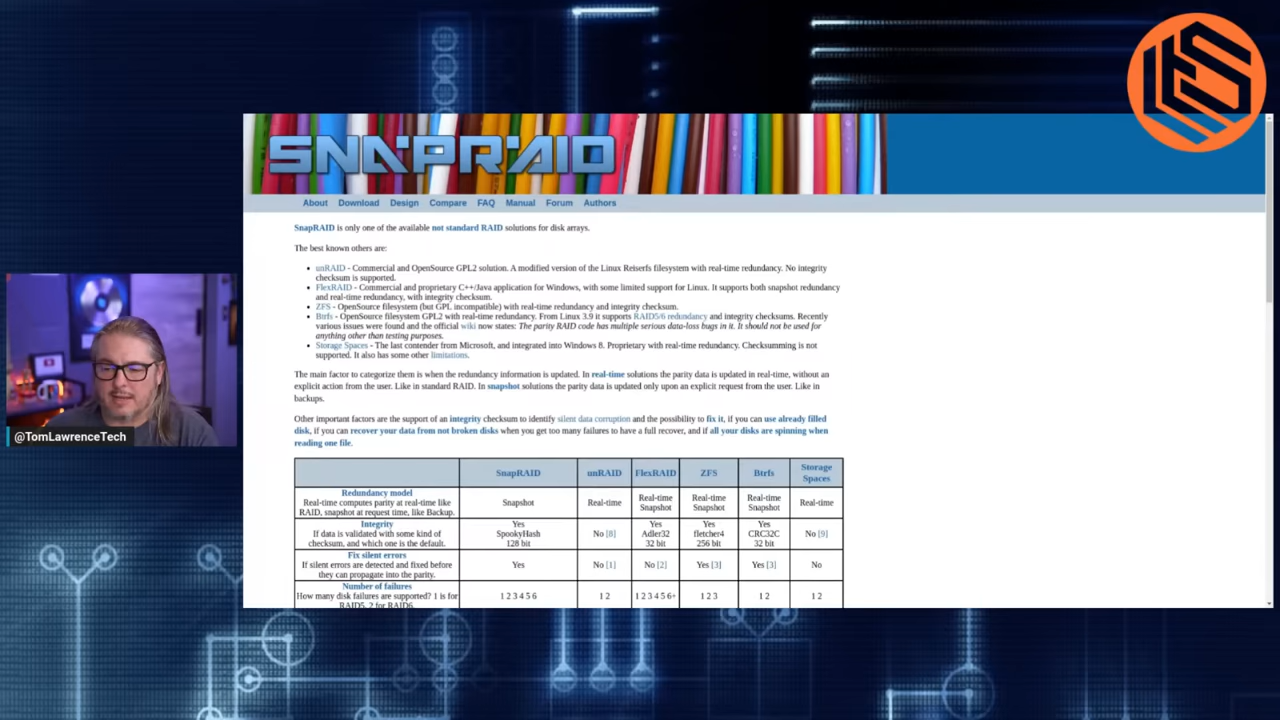 SNAPRAID
About Download Design Compare FAQ Manual Forum Authors
SnapRAID is only one of the available not standard RAID solutions for disk arrays.
The best known others are:
• unRAID - Commercial and OpenSource GPL2 solution. A modified version of the Linux Reiserfs filesystem with real-time redundancy. No integrity
checksum is supported.
• FlexRAID - Commercial and proprietary C++/Java application for Windows, with some limited support for Linux. It supports both snapshot redundancy
and real-time redundancy, with integrity checksum.
• ZFS - OpenSource filesystem (but GPL incompatible) with real-time redundancy and integrity checksum.
• Btrfs - OpenSource filesystem GPL2 with real-time redundancy. From Linux 3.9 it supports RAID5/6 redundancy and integrity checksums. Recently
various issues were found and the official wiki now states: The parity RAID code has multiple serious data-loss bugs in it. It should not be used for
anything other than testing purposes.
• Storage Spaces - The last contender from Microsoft, and integrated into Windows 8. Proprietary with real-time redundancy. Checksumming is not
supported. It also has some other limitations.
The main factor to categorize them is when the redundancy information is updated. In real-time solutions the parity data is updated in real-time, without an
explicit action from the user. Like in standard RAID. In snapshot solutions the parity data is updated only upon an explicit request from the user. Like in
backups.
Other important factors are the support of an integrity checksum to identify silent data corruption and the possibility to fix it, if you can use already filled
disk, if you can recover your data from not broken disks when you get too many failures to have a full recover, and if all your disks are spinning when
reading one file.
SnapRAID unRAID FlexRAID ZFS Btrfs Storage Spaces
Redundancy model
Real-time computes parity at real-time like
RAID, snapshot at request time, like Backup.
Snapshot
Real-time
Real-time
Snapshot
Real-time
Snapshot
Real-time
Snapshot
Real-time
Integrity
If data is validated with some kind of
checksum, and which one is the default.
Yes
SpookyHash
128 bit
No [8]
Yes
Adler32
32 bit
Yes
fletcher4
256 bit
Yes
CRC32C
32 bit
No [9]
Fix silent errors
If silent errors are detected and fixed before
they can propagate into the parity.
Yes
No [1]
No [2]
Yes [3]
Yes [3]
No
Number of failures
How many disk failures are supported? 1 is for
RAID5, 2 for RAID6.
1 2 3 4 5 6
1 2
1 2 3 4 5 6+
1 2 3
1 2
1 2
@TomLawrenceTech